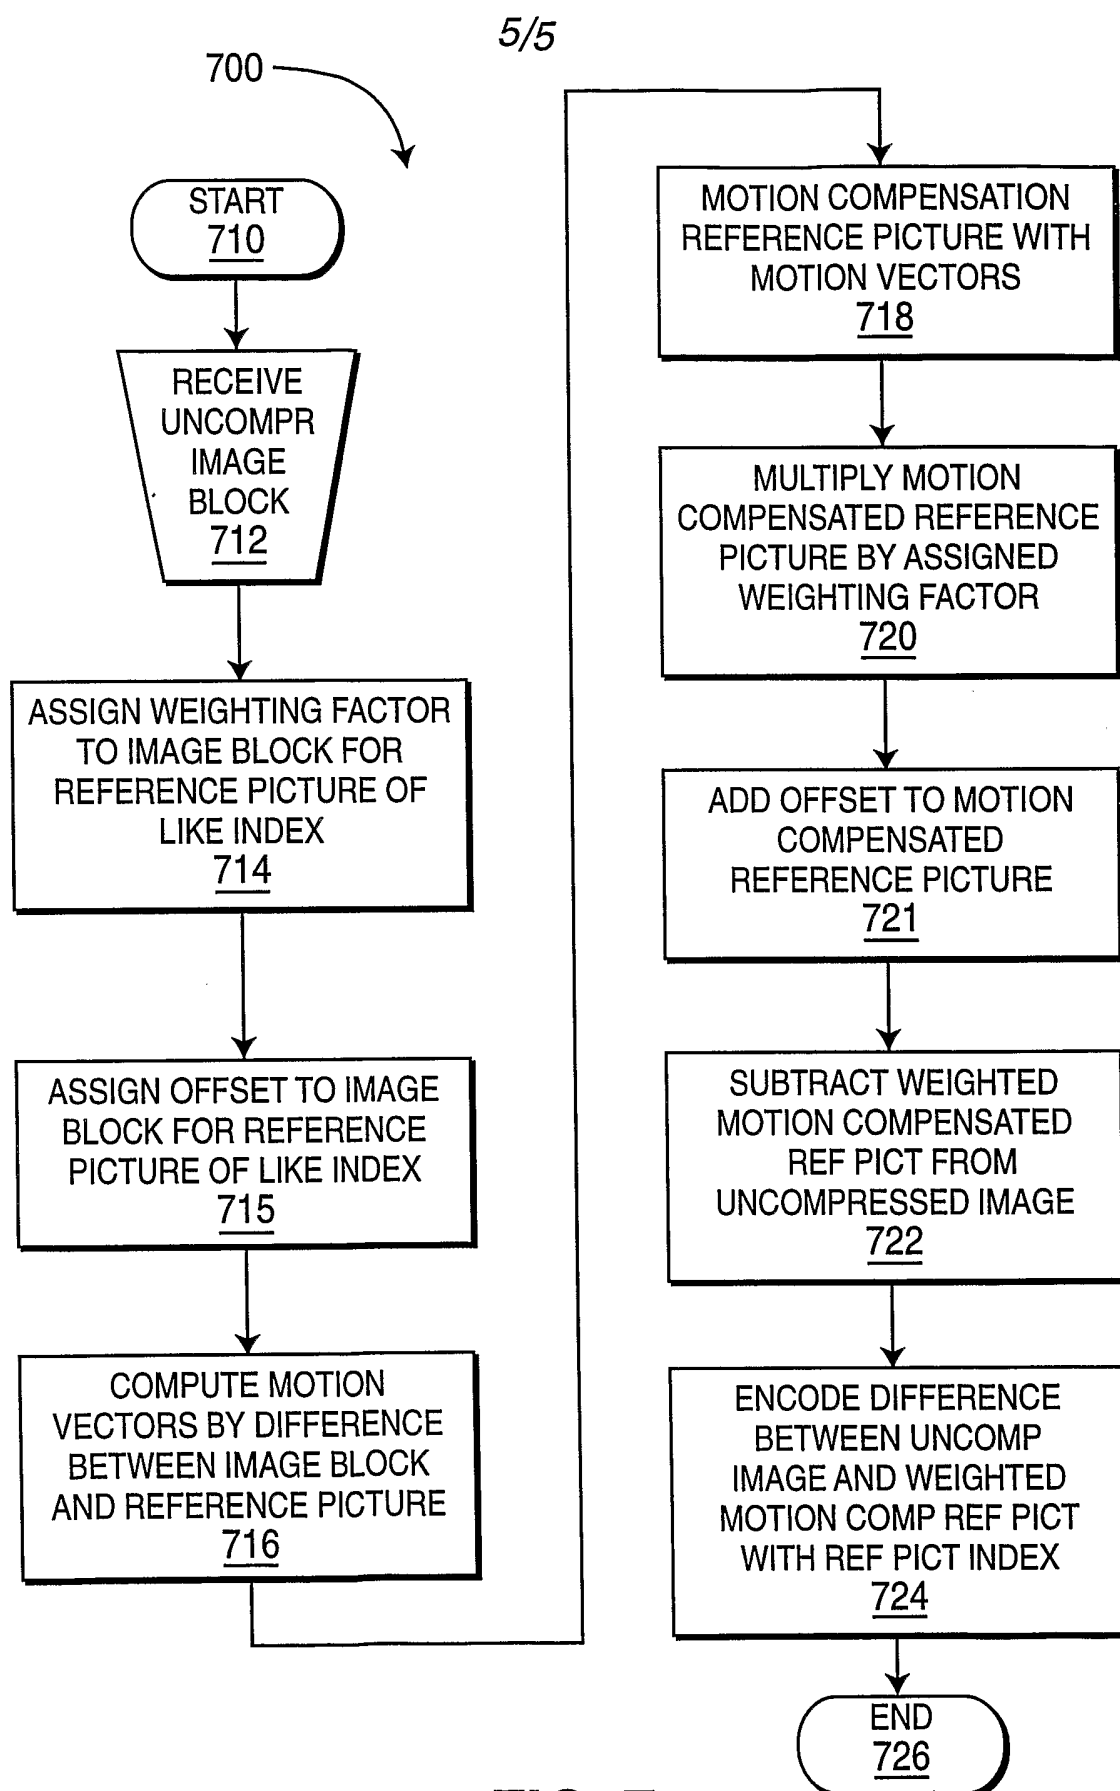 5/5
700
START
710
RECEIVE
UNCOMPR
IMAGE
BLOCK
712
ASSIGN WEIGHTING FACTOR
TO IMAGE BLOCK FOR
REFERENCE PICTURE OF
LIKE INDEX
714
ASSIGN OFFSET TO IMAGE
BLOCK FOR REFERENCE
PICTURE OF LIKE INDEX
715
COMPUTE MOTION
VECTORS BY DIFFERENCE
BETWEEN IMAGE BLOCK
AND REFERENCE PICTURE
716
MOTION COMPENSATION
REFERENCE PICTURE WITH
MOTION VECTORS
718
MULTIPLY MOTION
COMPENSATED REFERENCE
PICTURE BY ASSIGNED
WEIGHTING FACTOR
720
ADD OFFSET TO MOTION
COMPENSATED
REFERENCE PICTURE
721
SUBTRACT WEIGHTED
MOTION COMPENSATED
REF PICT FROM
UNCOMPRESSED IMAGE
722
ENCODE DIFFERENCE
BETWEEN UNCOMP
IMAGE AND WEIGHTED
MOTION COMP REF PICT
WITH REF PICT INDEX
724
END
726